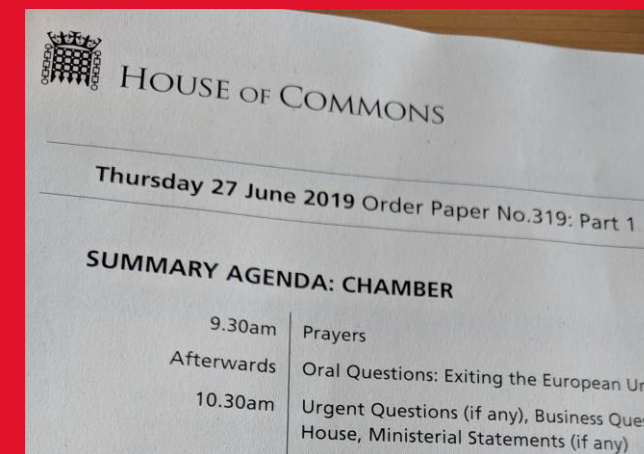 HOUSE OF COMMONS
Thursday 27 June 2019 Order Paper No.319: Part 1
SUMMARY AGENDA: CHAMBER
9.30am Prayers
Afterwards Oral Questions: Exiting the European
10.30am Urgent Questions (if any), Business
House, Ministerial Statements (if any)